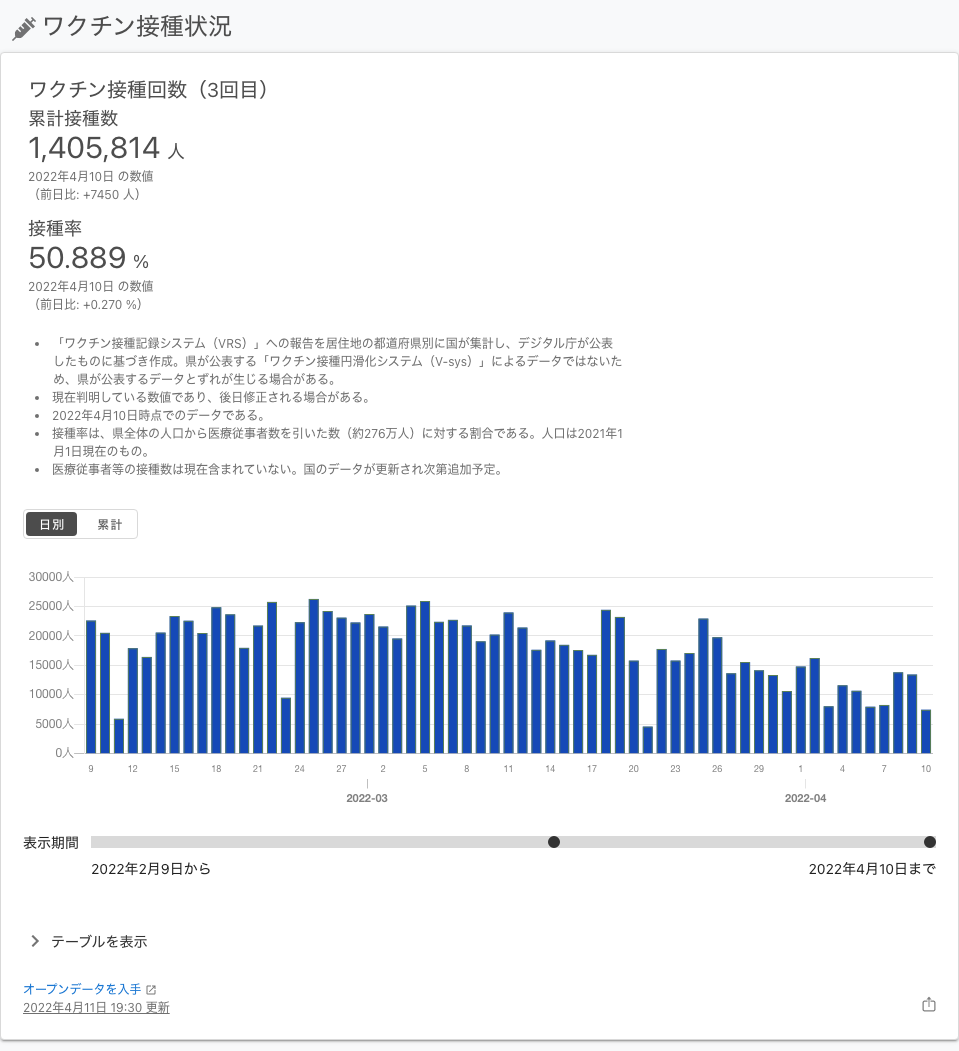 ワクチン接種状況
ワクチン接種回数（3回目）
累計接種数
1,405,814 人
2022年4月10日 の数値
（前日比: +7450 人）
接種率
50.889 %
2022年4月10日 の数値
（前日比: +0.270 %）
• 「ワクチン接種記録システム（VRS）」への報告を居住地の都道府県別に国が集計し、デジタル庁が公表
したものに基づき作成。県が公表する「ワクチン接種円滑化システム（V-sys）」によるデータではないた
め、県が公表するデータとずれが生じる場合がある。
• 現在判明している数値であり、後日修正される場合がある。
• 2022年4月10日時点でのデータである。
• 接種率は、県全体の人口から医療従事者数を引いた数（約276万人）に対する割合である。人口は2021年1
月1日現在のもの。
• 医療従事者等の接種数は現在含まれていない。国のデータが更新され次第追加予定。
日別 累計
30000人
25000人
20000人
15000人
10000人
5000人
0人
9 12 15 18 21 24 27 2 5 8 11 14 17 20 23 26 29 1 4 7 10
2022-03 2022-04
表示期間
2022年2月9日から 2022年4月10日まで
テーブルを表示
オープンデータを入手
2022年4月11日 19:30 更新